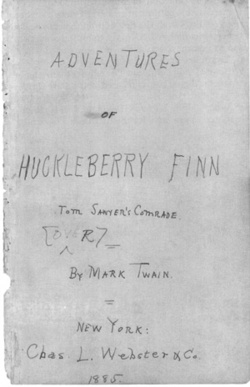 ADVENTURES
OF
HUCKLEBERRY FINN
TOM SAWYER'S COMRADE.
By MARK TWAIN.
=
NEW YORK:
Chas. L. Webster & Co.
1885.